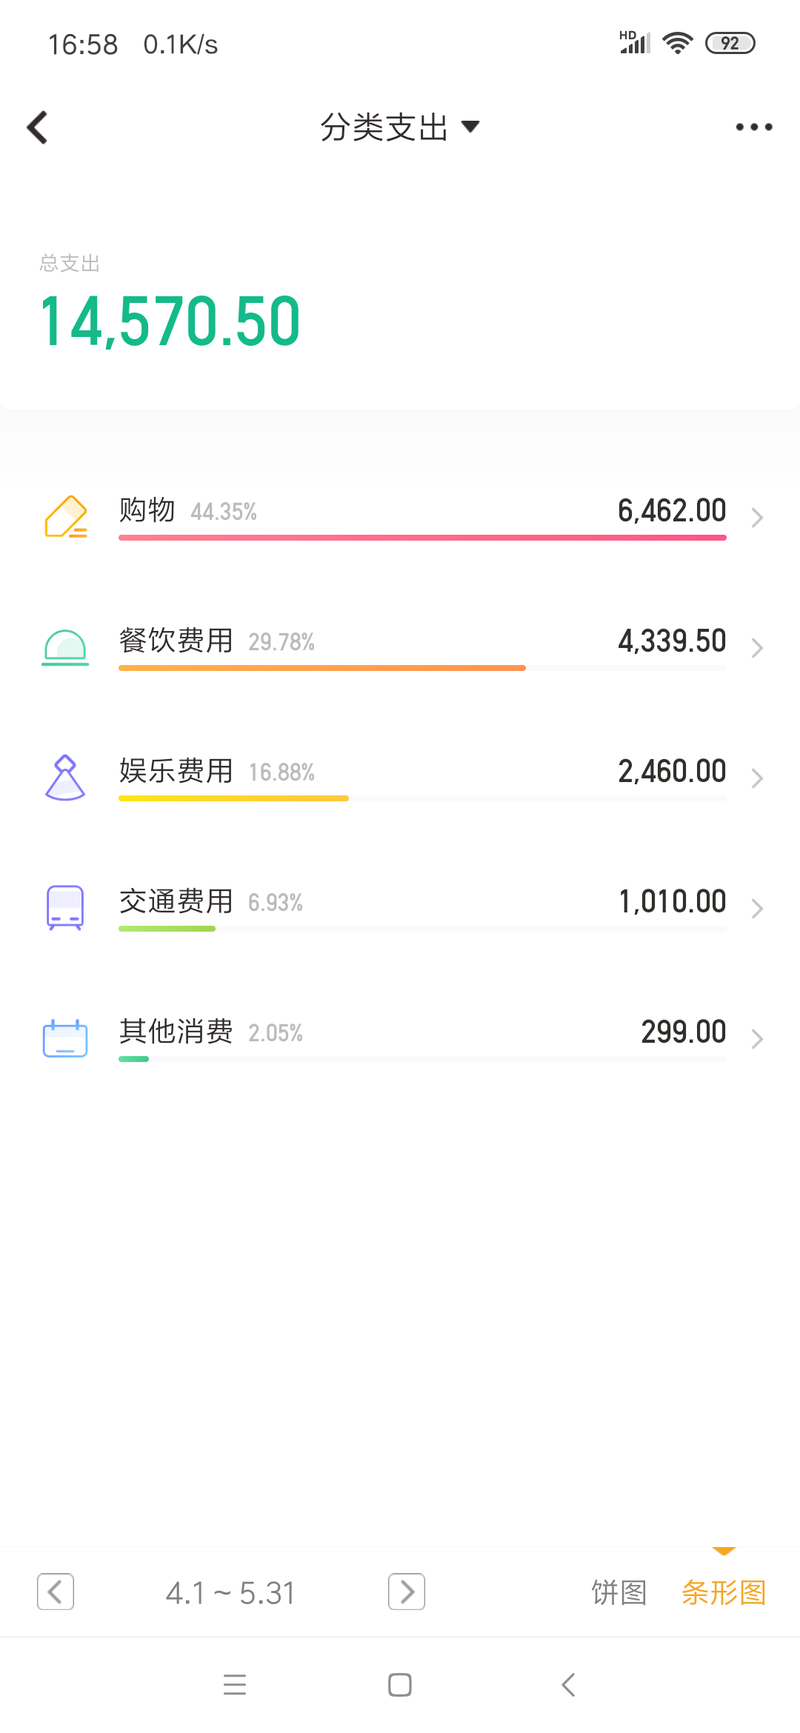 16:58 0.1K/s HD 92
分类支出
总支出
14,570.50
购物 44.35% 6,462.00
餐饮费用 29.78% 4,339.50
娱乐费用 16.88% 2,460.00
交通费用 6.93% 1,010.00
其他消费 2.05% 299.00
4.1 ~ 5.31 饼图 条形图